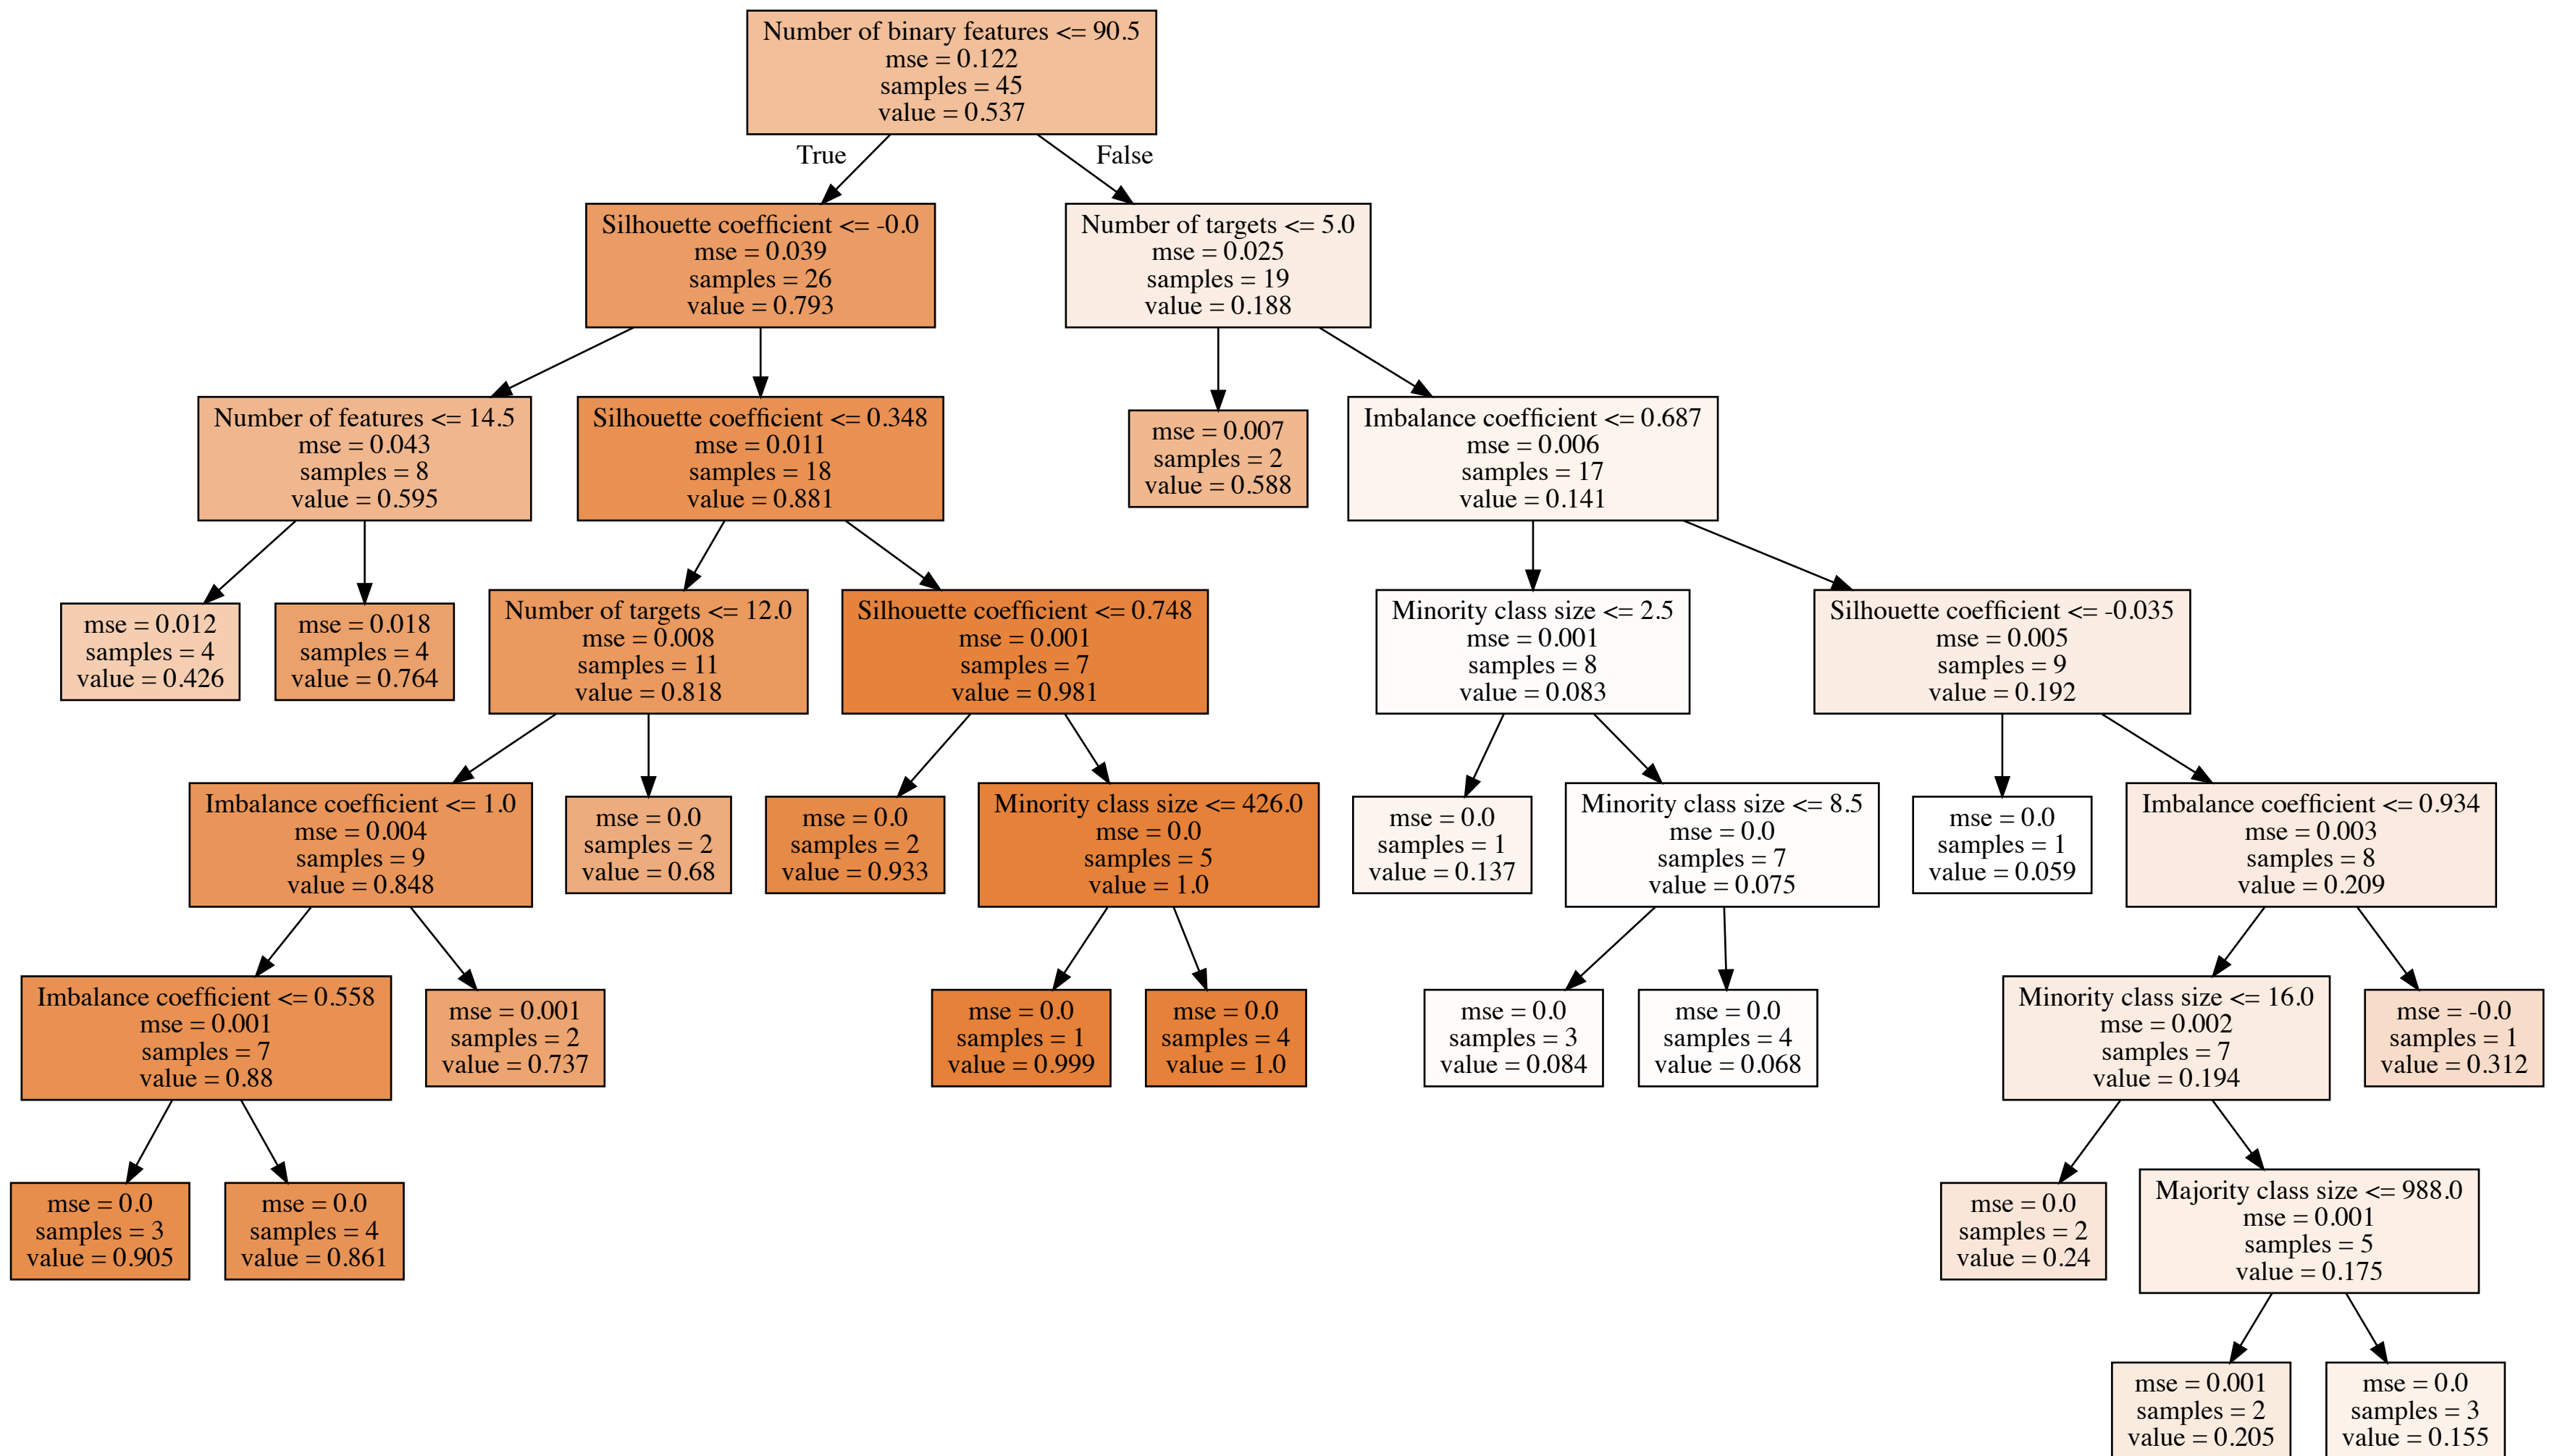 Number of binary features <= 90.5
mse = 0.122
samples = 45
value = 0.537
True
False
Silhouette coefficient <= -0.0
mse = 0.039
samples = 26
value = 0.793
Number of targets <= 5.0
mse = 0.025
samples = 19
value = 0.188
Number of features <= 14.5
mse = 0.043
samples = 8
value = 0.595
Silhouette coefficient <= 0.348
mse = 0.011
samples = 18
value = 0.881
mse = 0.007
samples = 2
value = 0.588
Imbalance coefficient <= 0.687
mse = 0.006
samples = 17
value = 0.141
mse = 0.012
samples = 4
value = 0.426
mse = 0.018
samples = 4
value = 0.764
Number of targets <= 12.0
mse = 0.008
samples = 11
value = 0.818
Silhouette coefficient <= 0.748
mse = 0.001
samples = 7
value = 0.981
Minority class size <= 2.5
mse = 0.001
samples = 8
value = 0.083
Silhouette coefficient <= -0.035
mse = 0.005
samples = 9
value = 0.192
Imbalance coefficient <= 1.0
mse = 0.004
samples = 9
value = 0.848
mse = 0.0
samples = 2
value = 0.68
mse = 0.0
samples = 2
value = 0.933
Minority class size <= 426.0
mse = 0.0
samples = 5
value = 1.0
mse = 0.0
samples = 1
value = 0.137
Minority class size <= 8.5
mse = 0.0
samples = 7
value = 0.075
mse = 0.0
samples = 1
value = 0.059
Imbalance coefficient <= 0.934
mse = 0.003
samples = 8
value = 0.209
Imbalance coefficient <= 0.558
mse = 0.001
samples = 7
value = 0.88
mse = 0.001
samples = 2
value = 0.737
mse = 0.0
samples = 1
value = 0.999
mse = 0.0
samples = 4
value = 1.0
mse = 0.0
samples = 3
value = 0.084
mse = 0.0
samples = 4
value = 0.068
Minority class size <= 16.0
mse = 0.002
samples = 7
value = 0.194
mse = -0.0
samples = 1
value = 0.312
mse = 0.0
samples = 3
value = 0.905
mse = 0.0
samples = 4
value = 0.861
mse = 0.0
samples = 2
value = 0.24
Majority class size <= 988.0
mse = 0.001
samples = 5
value = 0.175
mse = 0.001
samples = 2
value = 0.205
mse = 0.0
samples = 3
value = 0.155